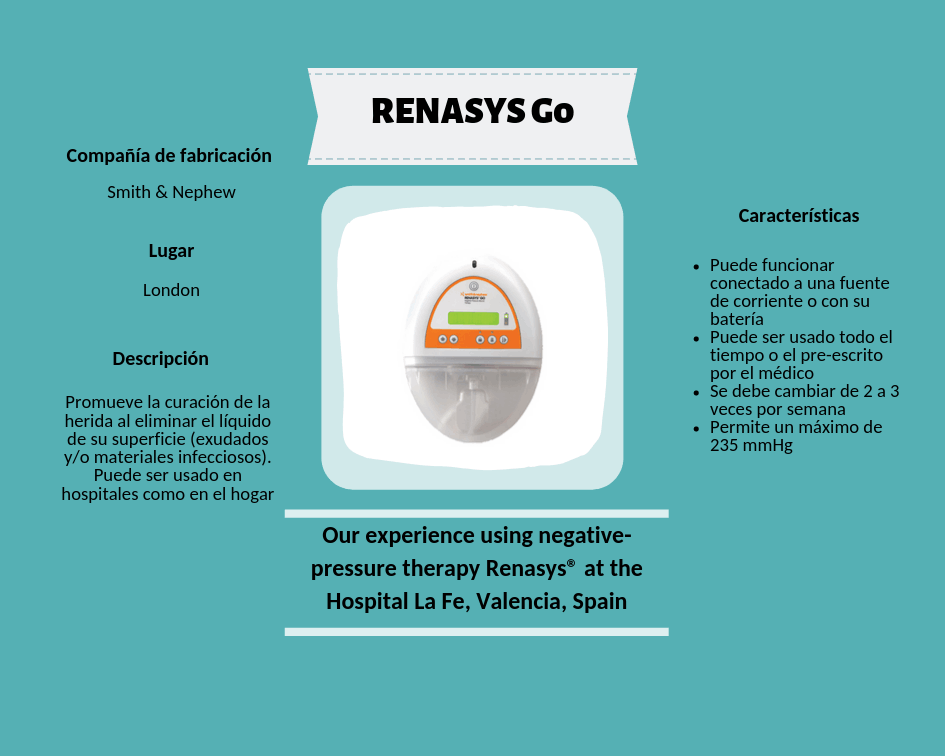 RENASYS Go
Compañía de fabricación
Smith & Nephew
Lugar
London
Descripción
Promueve la curación de la
herida al eliminar el líquido
de su superficie (exudados
y/o materiales infecciosos).
Puede ser usado en
hospitales como en el hogar
RENASYS GO
Características
• Puede funcionar
conectado a una fuente
de corriente o con su
batería
• Puede ser usado todo el
tiempo o el pre-escrito
por el médico
• Se debe cambiar de 2 a 3
veces por semana
• Permite un máximo de
235 mmHg
Our experience using negative-
pressure therapy Renasys® at the
Hospital La Fe, Valencia, Spain